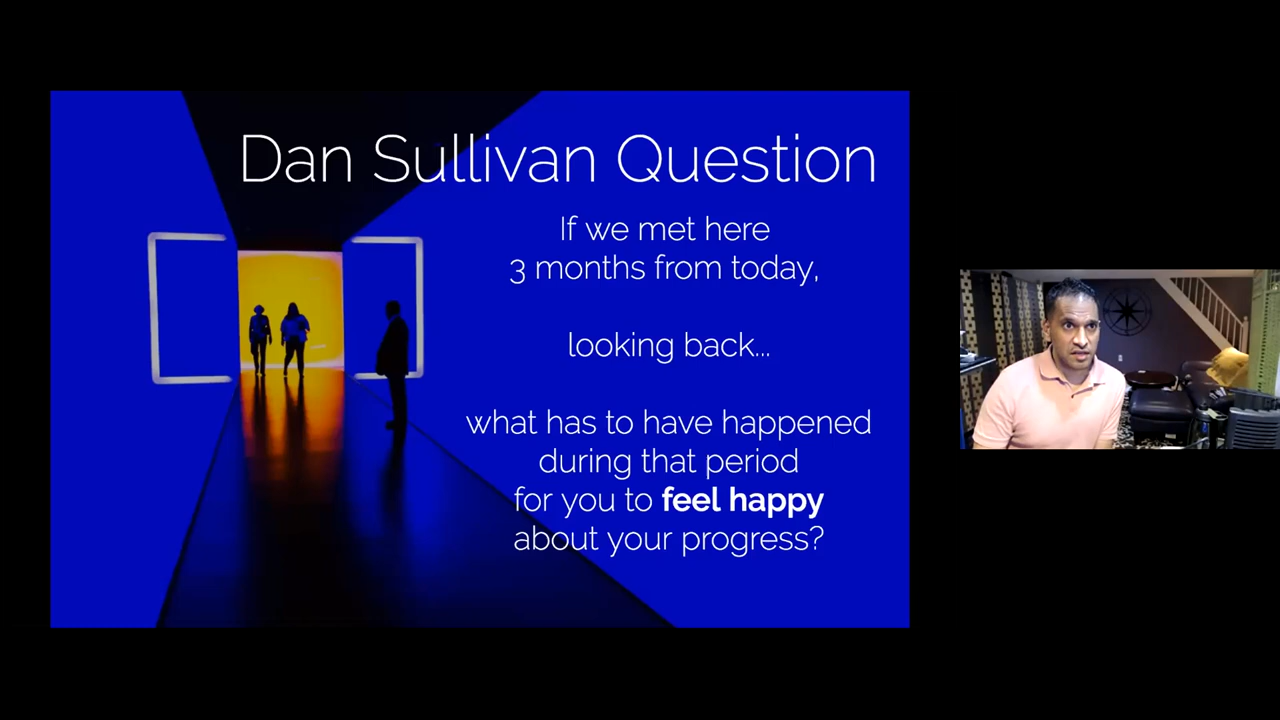 Dan Sullivan Question
If we met here
3 months from today,
looking back...
what has to have happened
during that period
for you to feel happy
about your progress?